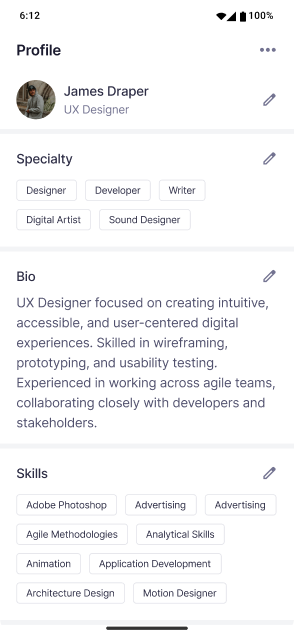 6:12
100%
Profile
James Draper
UX Designer
Specialty
Designer
Developer
Writer
Digital Artist
Sound Designer
Bio
UX Designer focused on creating intuitive,
accessible, and user-centered digital
experiences. Skilled in wireframing,
prototyping, and usability testing.
Experienced in working across agile teams,
collaborating closely with developers and
stakeholders.
Skills
Adobe Photoshop
Advertising
Advertising
Agile Methodologies
Analytical Skills
Animation
Application Development
Architecture Design
Motion Designer